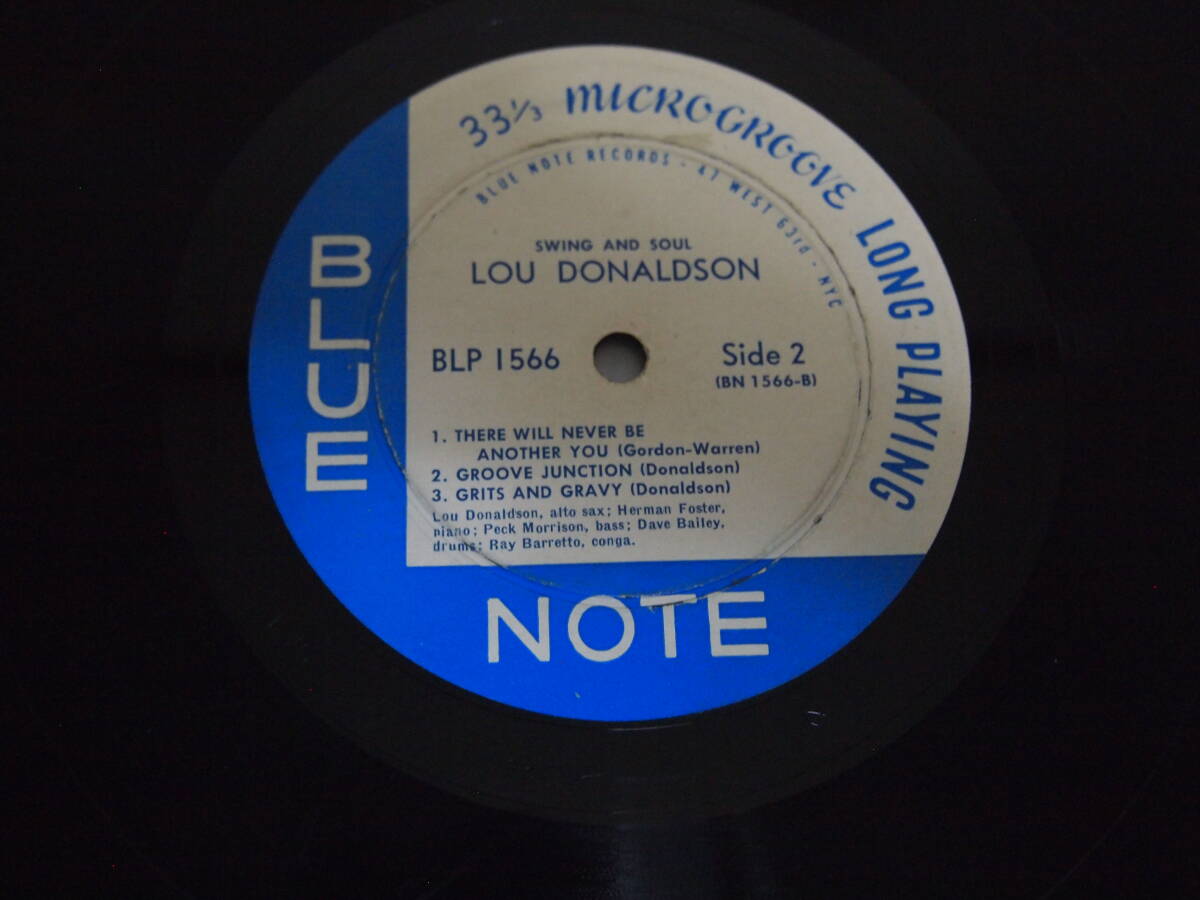 33⅓ MICROGROOVE LONG PLAYING
BLUE NOTE RECORDS · 47 WEST 63rd · NYC
SWING AND SOUL
LOU DONALDSON
BLP 1566
Side 2
(BN 1566-B)
1. THERE WILL NEVER BE
ANOTHER YOU (Gordon-Warren)
2. GROOVE JUNCTION (Donaldson)
3. GRITS AND GRAVY (Donaldson)
Lou Donaldson, alto sax; Herman Foster,
piano; Peck Morrison, bass; Dave Bailey,
drums; Ray Barretto, conga.
BLUE
NOTE